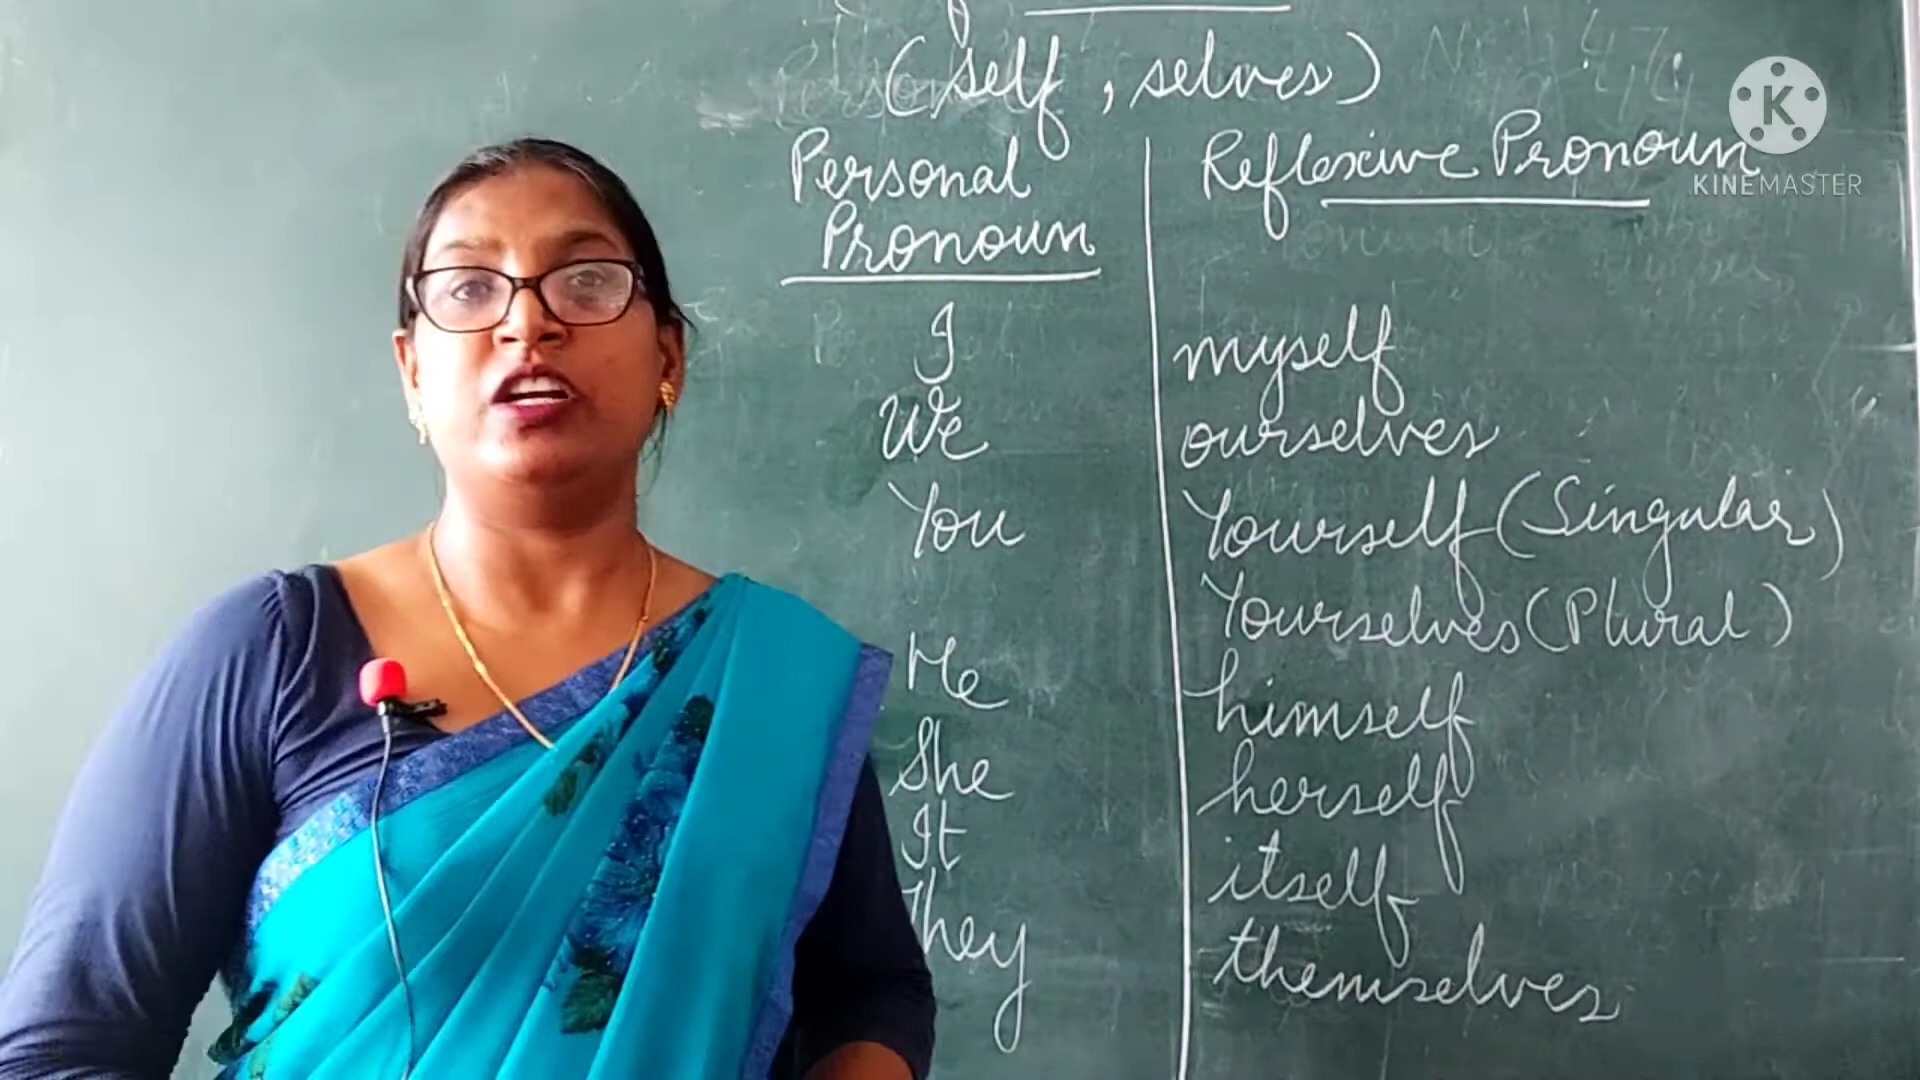 (self, selves)
Personal Pronoun | Reflexive Pronoun
I myself
We ourselves
You Yourself (Singular)
Yourselves (Plural)
He himself
She herself
It itself
They themselves
K
KINEMASTER